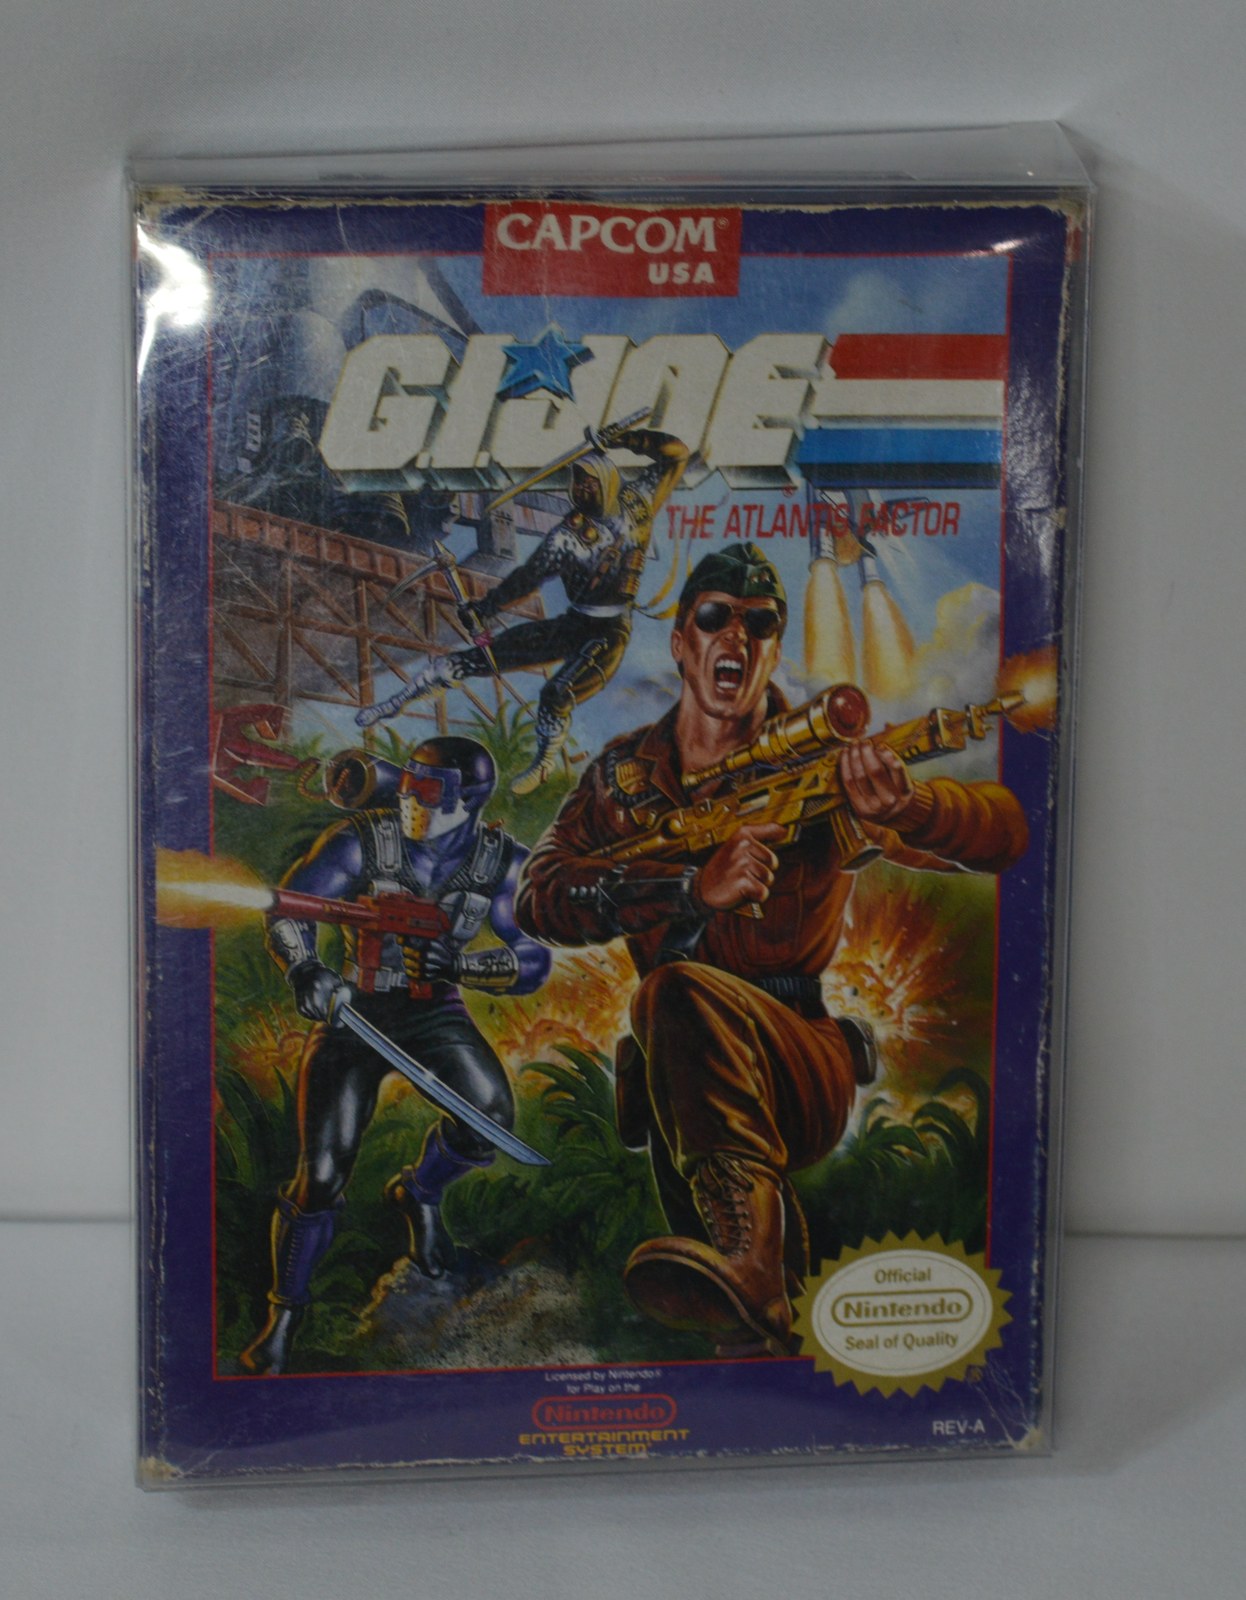 CAPCOM®
USA
G.I. JOE
THE ATLANTIS FACTOR
Official
Nintendo
Seal of Quality
Licensed by Nintendo®
for Play on the
Nintendo
ENTERTAINMENT
SYSTEM
REV-A